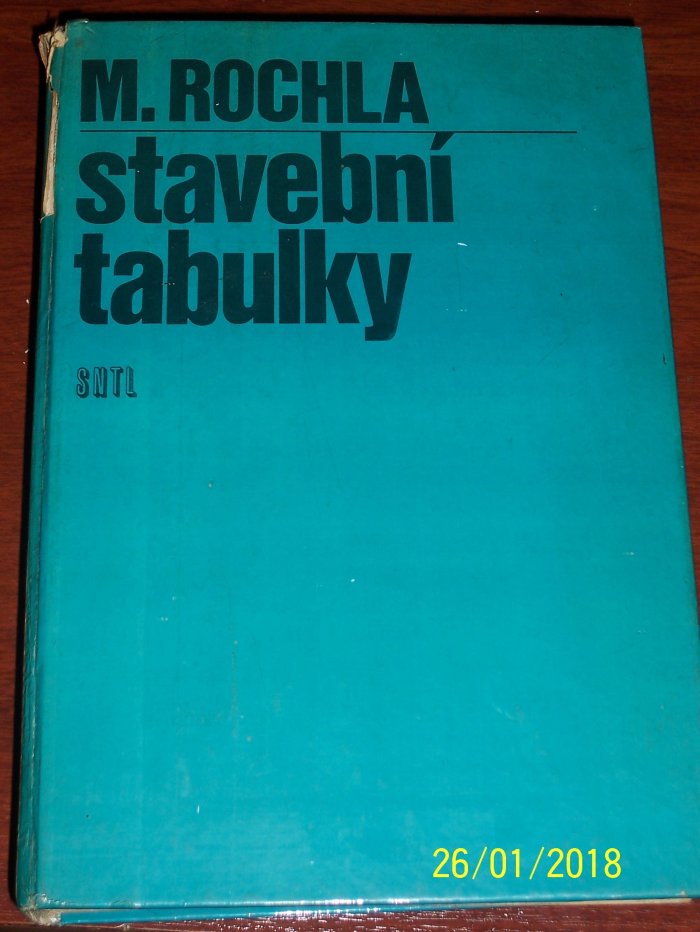 M. ROCHLA
stavební
tabulky
SNTL
26/01/2018